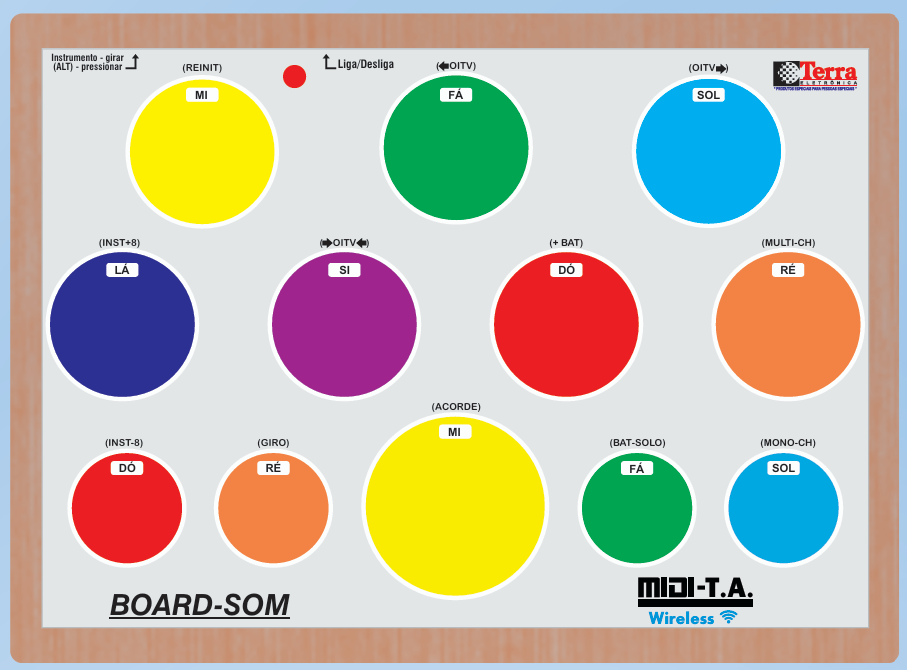 Instrumento - girar
(ALT) - pressionar
Liga/Desliga
(REINIT)
MI
(⬅OITV)
FÁ
(OITV➡)
SOL
Terra
ELETRÔNICA
"PRODUTOS ESPECIAIS PARA PESSOAS ESPECIAIS"
(INST+8)
LÁ
(➡OITV⬅)
SI
(+ BAT)
DÓ
(MULTI-CH)
RÉ
(INST-8)
DÓ
(GIRO)
RÉ
(ACORDE)
MI
(BAT-SOLO)
FÁ
(MONO-CH)
SOL
BOARD-SOM
MIDI-T.A.
Wireless